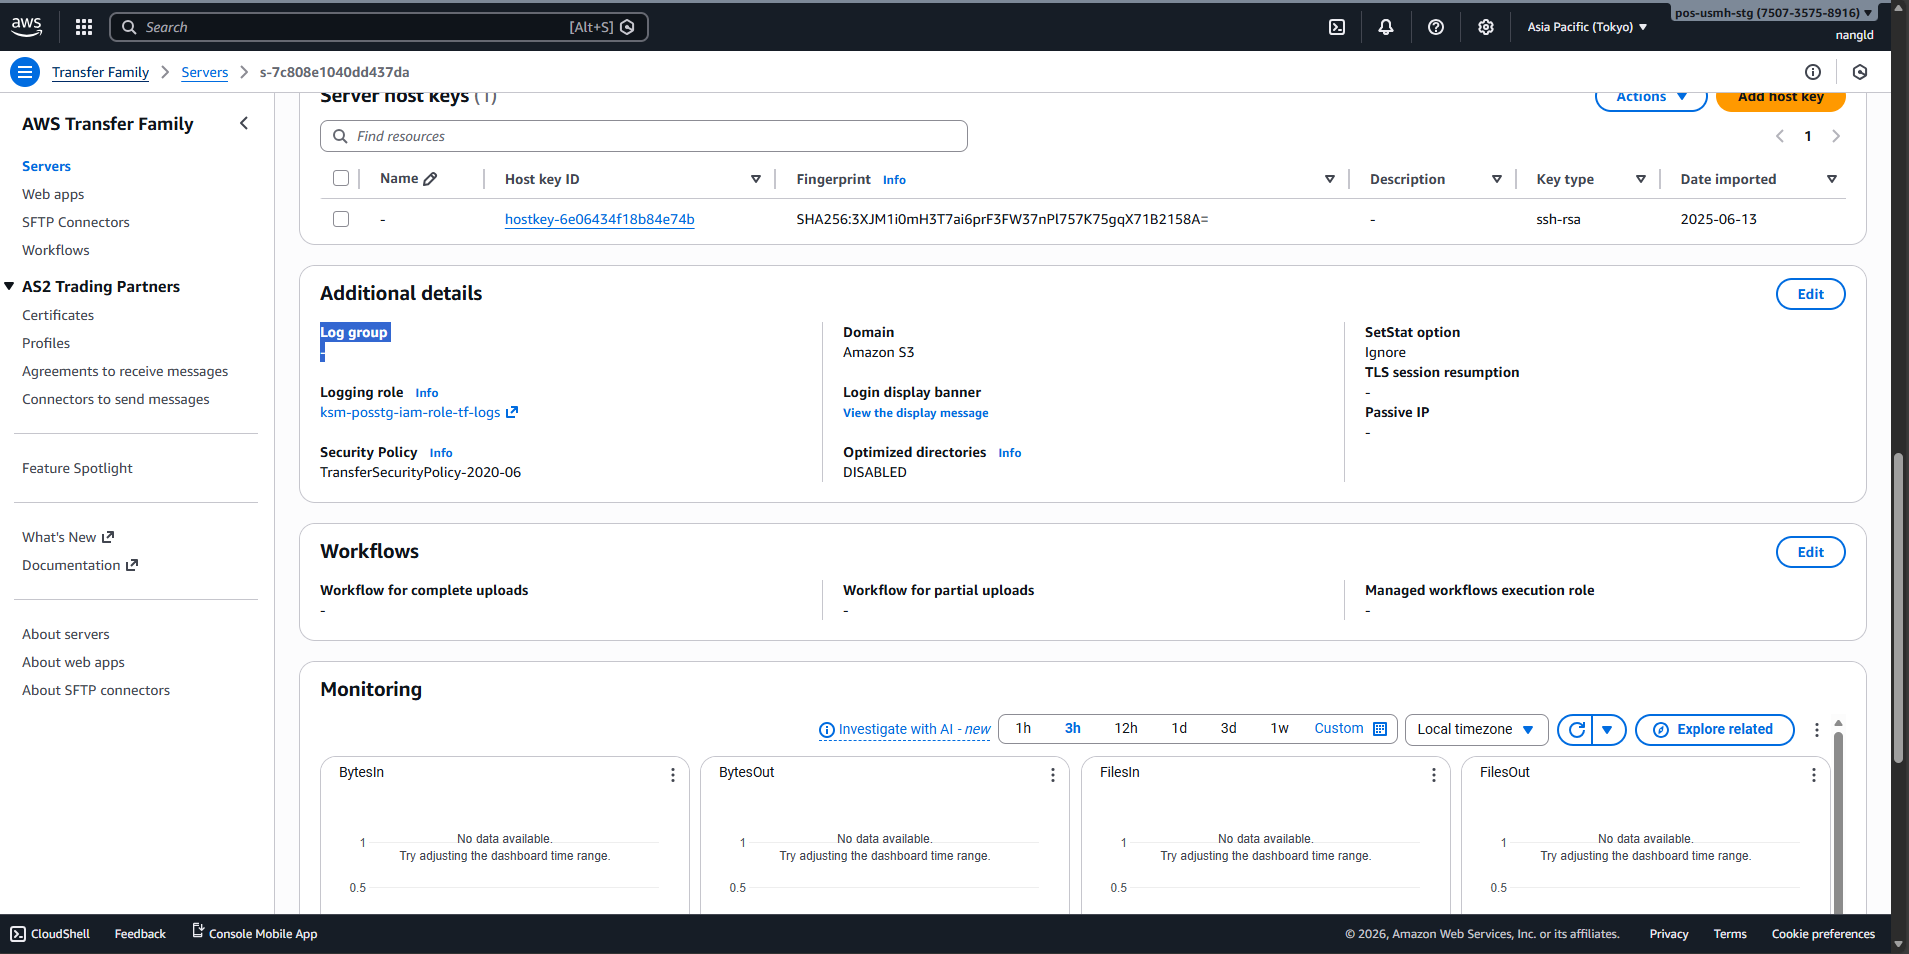 aws
Search [Alt+S]
Asia Pacific (Tokyo)
pos-usmh-stg (7507-3575-8916)
nangld
Transfer Family
Servers
s-7c808e1040dd437da
AWS Transfer Family
Servers
Web apps
SFTP Connectors
Workflows
AS2 Trading Partners
Certificates
Profiles
Agreements to receive messages
Connectors to send messages
Feature Spotlight
What's New
Documentation
About servers
About web apps
About SFTP connectors
Server host keys (1)
Actions
Add host key
Find resources
1
Name Host key ID Fingerprint Info Description Key type Date imported
- hostkey-6e06434f18b84e74b SHA256:3XJM1i0mH3T7ai6prF3FW37nPl757K75gqX71B2158A= - ssh-rsa 2025-06-13
Additional details
Edit
Log group
-
Logging role Info
ksm-posstg-iam-role-tf-logs
Security Policy Info
TransferSecurityPolicy-2020-06
Domain
Amazon S3
Login display banner
View the display message
Optimized directories Info
DISABLED
SetStat option
Ignore
TLS session resumption
-
Passive IP
-
Workflows
Edit
Workflow for complete uploads
-
Workflow for partial uploads
-
Managed workflows execution role
-
Monitoring
Investigate with AI - new
1h 3h 12h 1d 3d 1w Custom
Local timezone
Explore related
BytesIn
1
No data available.
Try adjusting the dashboard time range.
0.5
BytesOut
1
No data available.
Try adjusting the dashboard time range.
0.5
FilesIn
1
No data available.
Try adjusting the dashboard time range.
0.5
FilesOut
1
No data available.
Try adjusting the dashboard time range.
0.5
CloudShell
Feedback
Console Mobile App
© 2026, Amazon Web Services, Inc. or its affiliates.
Privacy
Terms
Cookie preferences